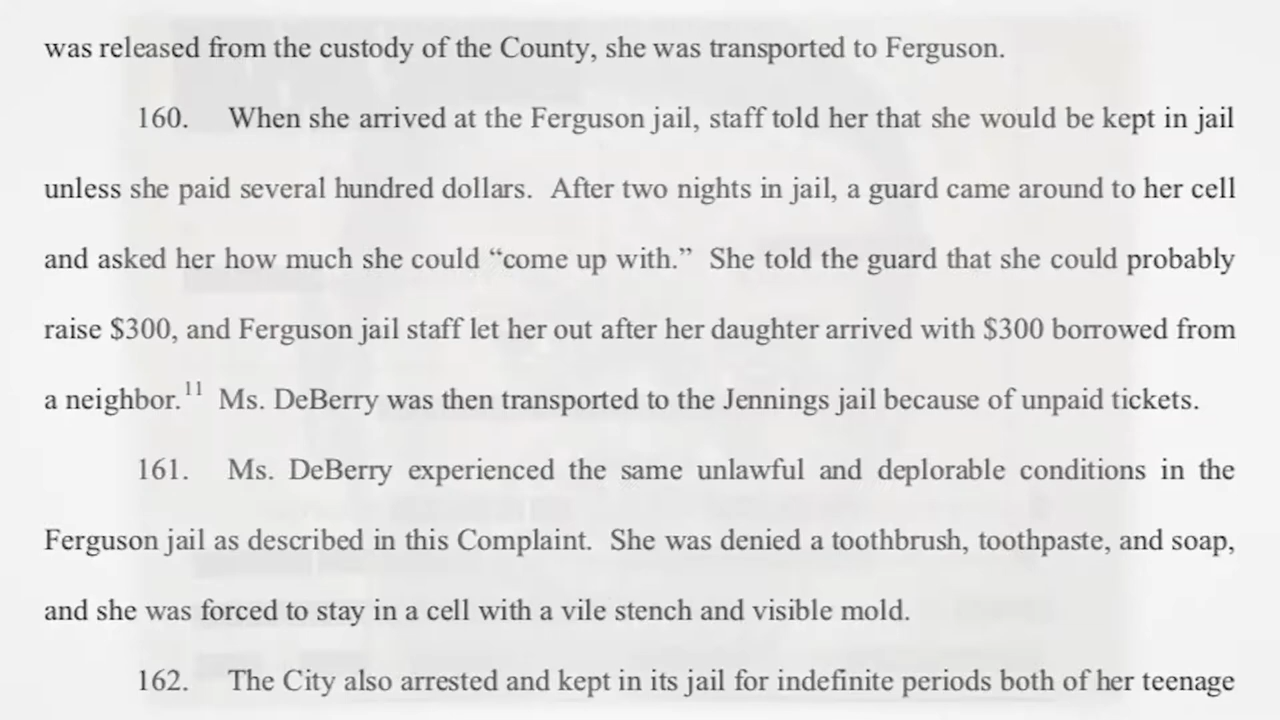 was released from the custody of the County, she was transported to Ferguson.
160. When she arrived at the Ferguson jail, staff told her that she would be kept in jail
unless she paid several hundred dollars. After two nights in jail, a guard came around to her cell
and asked her how much she could “come up with.” She told the guard that she could probably
raise $300, and Ferguson jail staff let her out after her daughter arrived with $300 borrowed from
a neighbor.11 Ms. DeBerry was then transported to the Jennings jail because of unpaid tickets.
161. Ms. DeBerry experienced the same unlawful and deplorable conditions in the
Ferguson jail as described in this Complaint. She was denied a toothbrush, toothpaste, and soap,
and she was forced to stay in a cell with a vile stench and visible mold.
162. The City also arrested and kept in its jail for indefinite periods both of her teenage